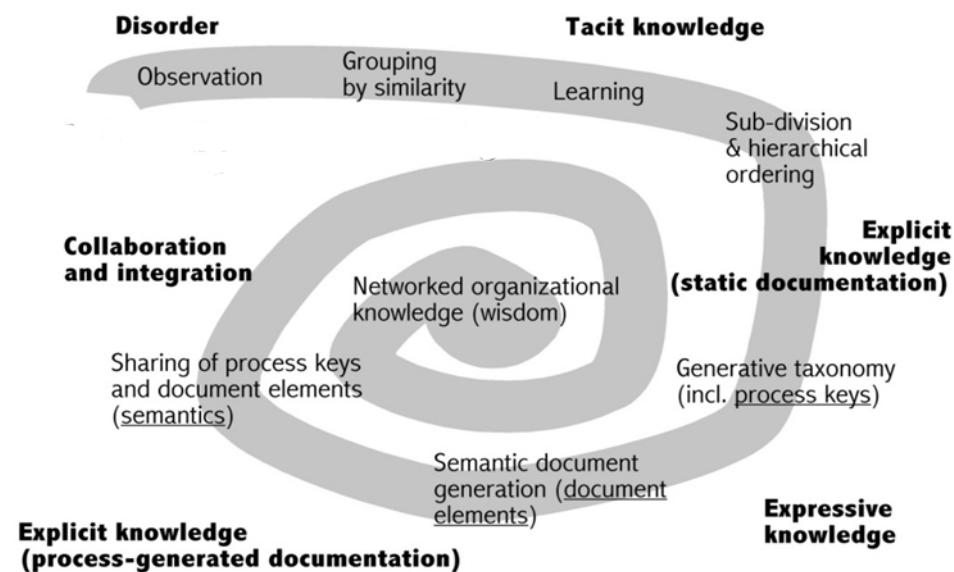 Disorder
Tacit knowledge
Observation
Grouping
by similarity
Learning
Sub-division
& hierarchical
ordering
Explicit
knowledge
(static documentation)
Collaboration
and integration
Networked organizational
knowledge (wisdom)
Sharing of process keys
and document elements
(semantics)
Generative taxonomy
(incl. process keys)
Semantic document
generation (document
elements)
Expressive
knowledge
Explicit knowledge
(process-generated documentation)